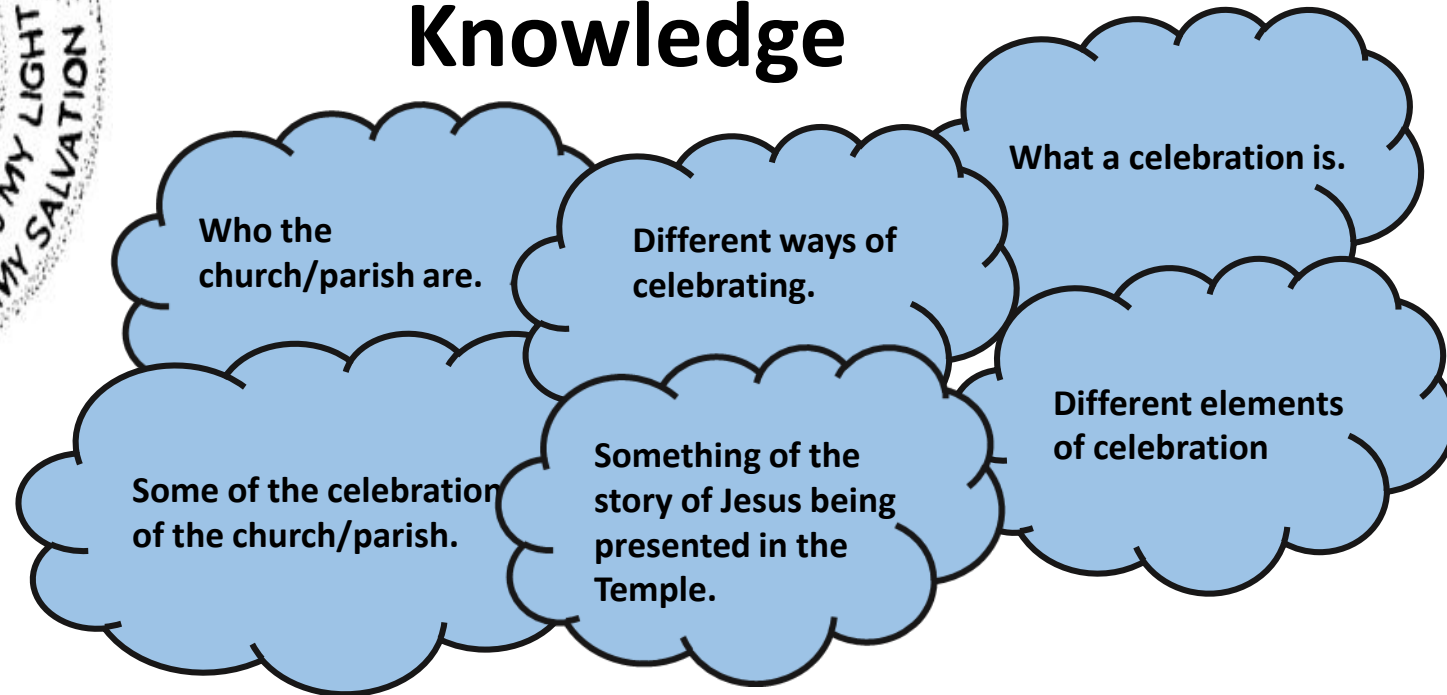 MY LIGHT
MY SALVATION
Knowledge
Who the
church/parish are.
Different ways of
celebrating.
What a celebration is.
Some of the celebration
of the church/parish.
Something of the
story of Jesus being
presented in the
Temple.
Different elements
of celebration